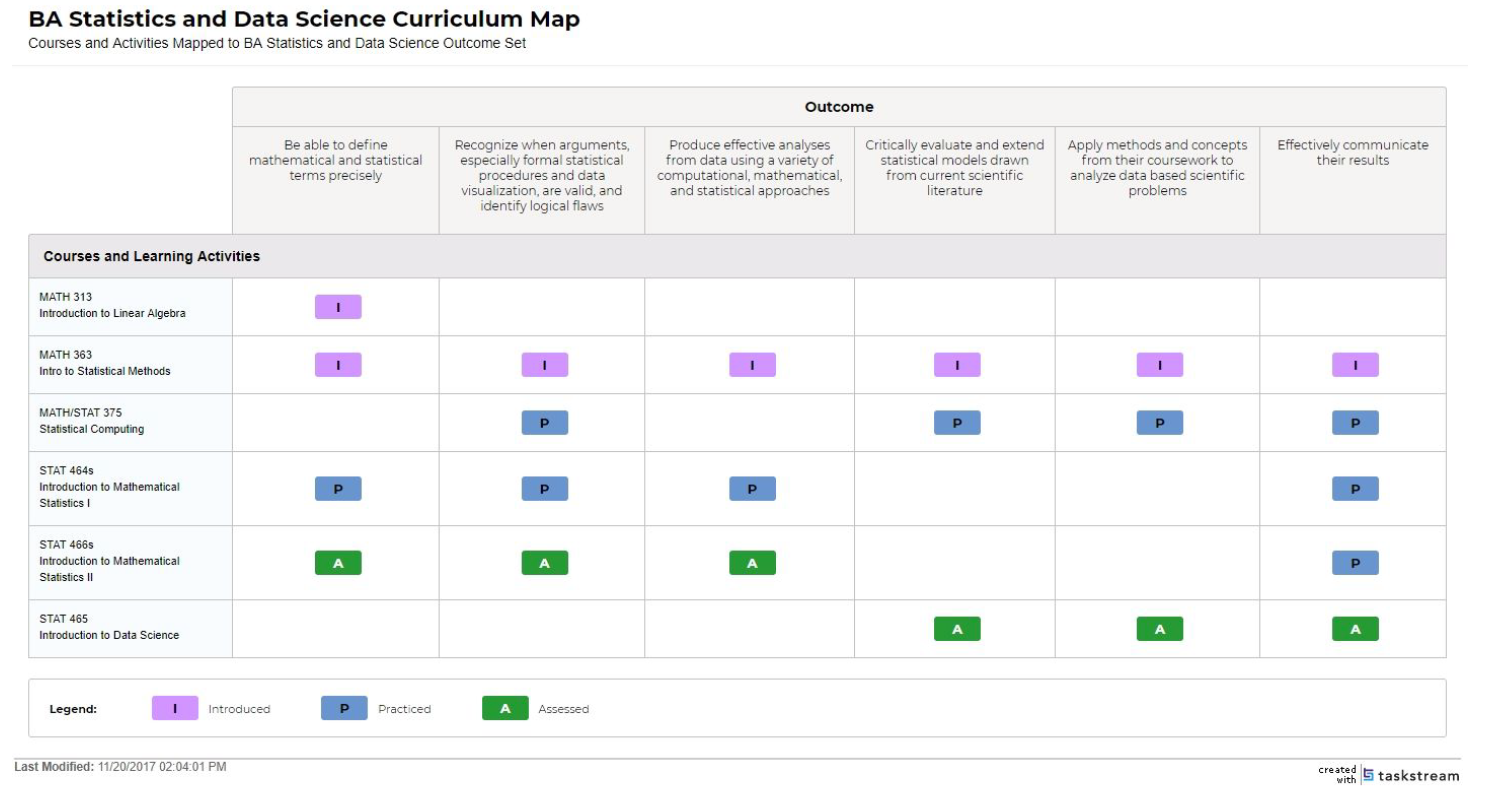 BA Statistics and Data Science Curriculum Map
Courses and Activities Mapped to BA Statistics and Data Science Outcome Set
Outcome
Be able to define
mathematical and statistical
terms precisely
Recognize when arguments,
especially formal statistical
procedures and data
visualization, are valid, and
identify logical flaws
Produce effective analyses
from data using a variety of
computational, mathematical,
and statistical approaches
Critically evaluate and extend
statistical models drawn
from current scientific
literature
Apply methods and concepts
from their coursework to
analyze data based scientific
problems
Effectively communicate
their results
Courses and Learning Activities
MATH 313
Introduction to Linear Algebra
I
MATH 363
Intro to Statistical Methods
I I I I I I
MATH/STAT 375
Statistical Computing
P P P P
STAT 464s
Introduction to Mathematical
Statistics I
P P P P
STAT 466s
Introduction to Mathematical
Statistics II
A A A P
STAT 465
Introduction to Data Science
A A A
Legend: I Introduced P Practiced A Assessed
Last Modified: 11/20/2017 02:04:01 PM
created
with
taskstream